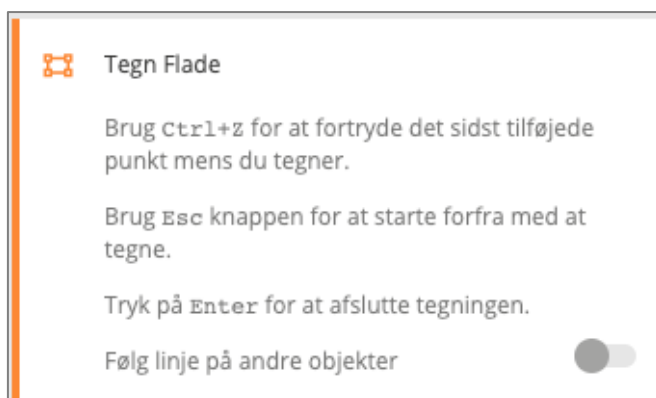 Tegn Flade
Brug Ctrl+Z for at fortryde det sidst tilføjede
punkt mens du tegner.
Brug Esc knappen for at starte forfra med at
tegne.
Tryk på Enter for at afslutte tegningen.
Følg linje på andre objekter